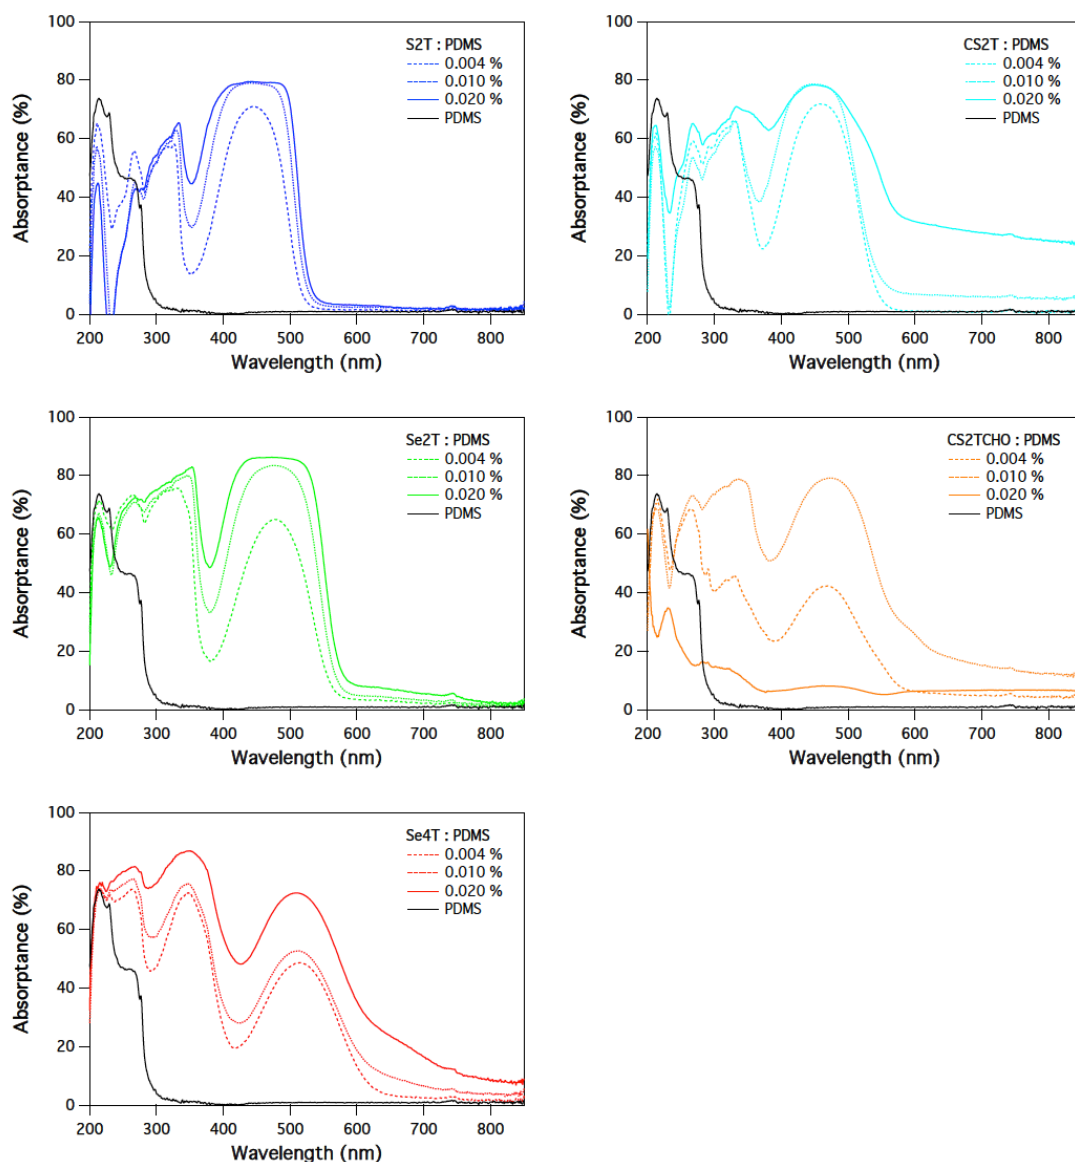 S2T : PDMS
0.004 %
0.010 %
0.020 %
PDMS
100
80
60
40
20
0
Absorptance (%)
200 300 400 500 600 700 800
Wavelength (nm)
CS2T : PDMS
0.004 %
0.010 %
0.020 %
PDMS
100
80
60
40
20
0
Absorptance (%)
200 300 400 500 600 700 800
Wavelength (nm)
Se2T : PDMS
0.004 %
0.010 %
0.020 %
PDMS
100
80
60
40
20
0
Absorptance (%)
200 300 400 500 600 700 800
Wavelength (nm)
CS2TCHO : PDMS
0.004 %
0.010 %
0.020 %
PDMS
100
80
60
40
20
0
Absorptance (%)
200 300 400 500 600 700 800
Wavelength (nm)
Se4T : PDMS
0.004 %
0.010 %
0.020 %
PDMS
100
80
60
40
20
0
Absorptance (%)
200 300 400 500 600 700 800
Wavelength (nm)